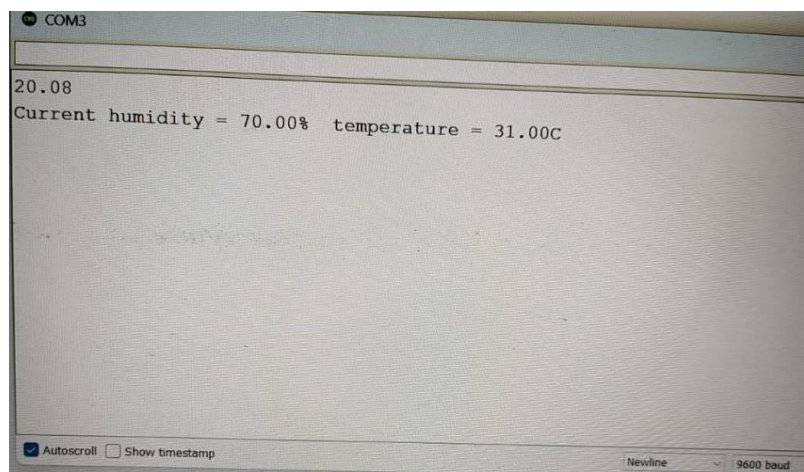 COM3
20.08
Current humidity = 70.00%  temperature = 31.00C
Autoscroll Show timestamp
Newline 9600 baud